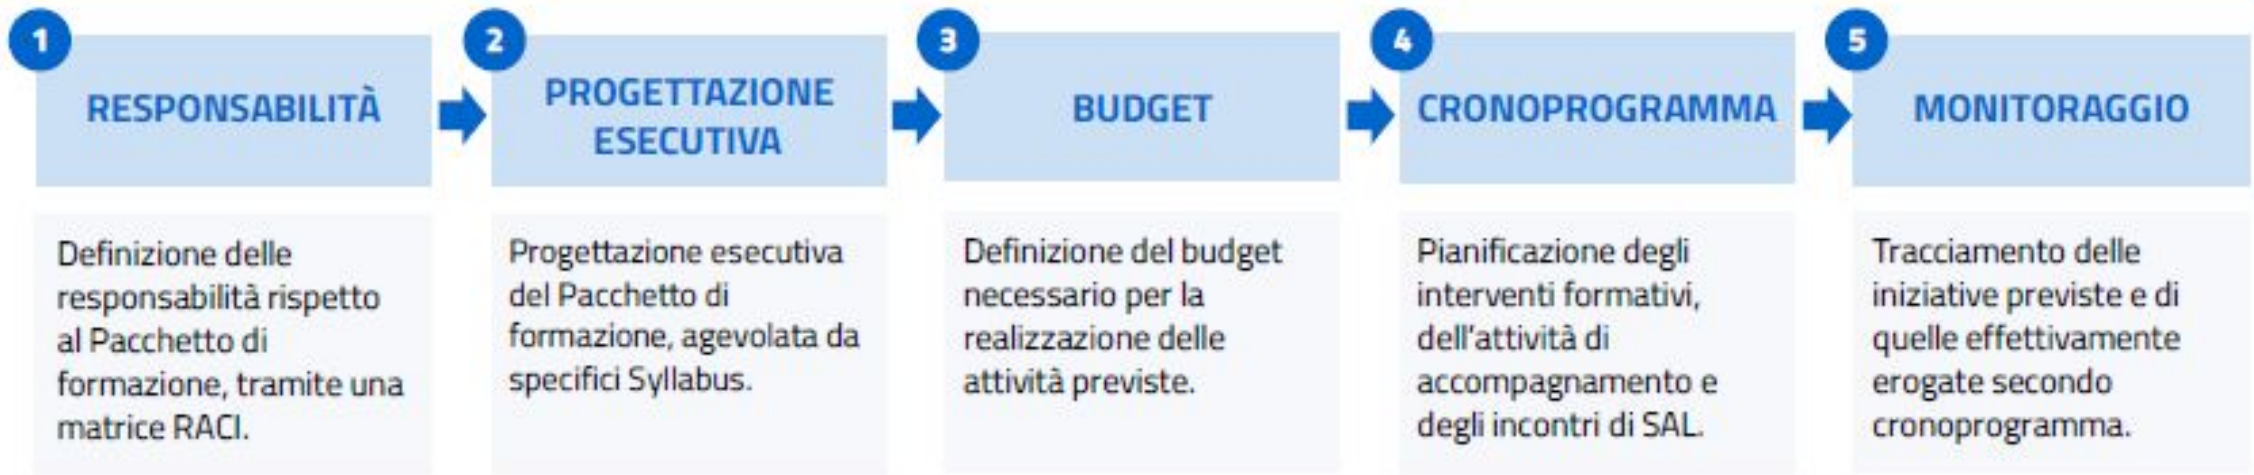 1
RESPONSABILITÀ
Definizione delle
responsabilità rispetto
al Pacchetto di
formazione, tramite una
matrice RACI.
2
PROGETTAZIONE
ESECUTIVA
Progettazione esecutiva
del Pacchetto di
formazione, agevolata da
specifici Syllabus.
3
BUDGET
Definizione del budget
necessario per la
realizzazione delle
attività previste.
4
CRONOPROGRAMMA
Pianificazione degli
interventi formativi,
dell'attività di
accompagnamento e
degli incontri di SAL.
5
MONITORAGGIO
Tracciamento delle
iniziative previste e di
quelle effettivamente
erogate secondo
cronoprogramma.